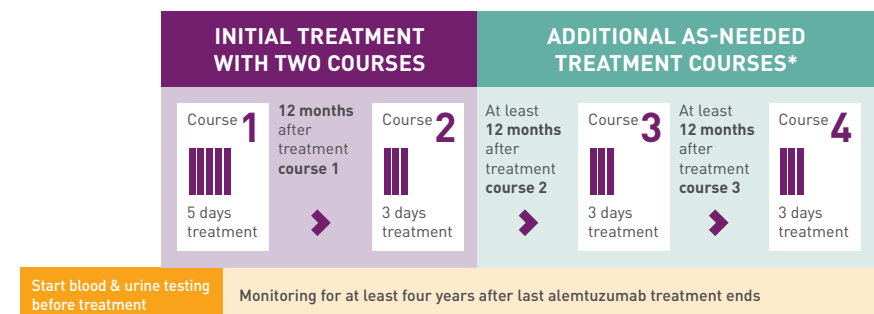 INITIAL TREATMENT
WITH TWO COURSES
ADDITIONAL AS-NEEDED
TREATMENT COURSES*
Course 1
5 days
treatment
12 months
after
treatment
course 1
Course 2
3 days
treatment
At least
12 months
after
treatment
course 2
Course 3
3 days
treatment
At least
12 months
after
treatment
course 3
Course 4
3 days
treatment
Start blood & urine testing
before treatment
Monitoring for at least four years after last alemtuzumab treatment ends